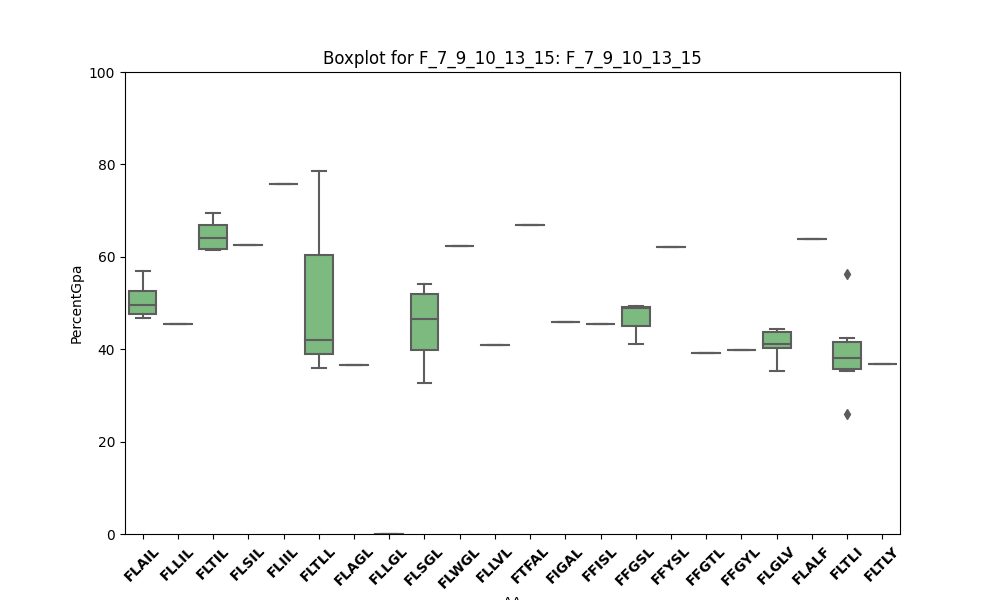 Boxplot for F_7_9_10_13_15: F_7_9_10_13_15
100
80
60
40
20
0
PercentGpa
FLAIL
FLLIL
FLTIL
FLSIL
FLIIL
FLTLL
FLAGL
FLLGL
FLSGL
FLWGL
FLLVL
FTFAL
FIGAL
FFISL
FFGSL
FFYSL
FFGTL
FFGYL
FLGLV
FLALF
FLTLI
FLTLY